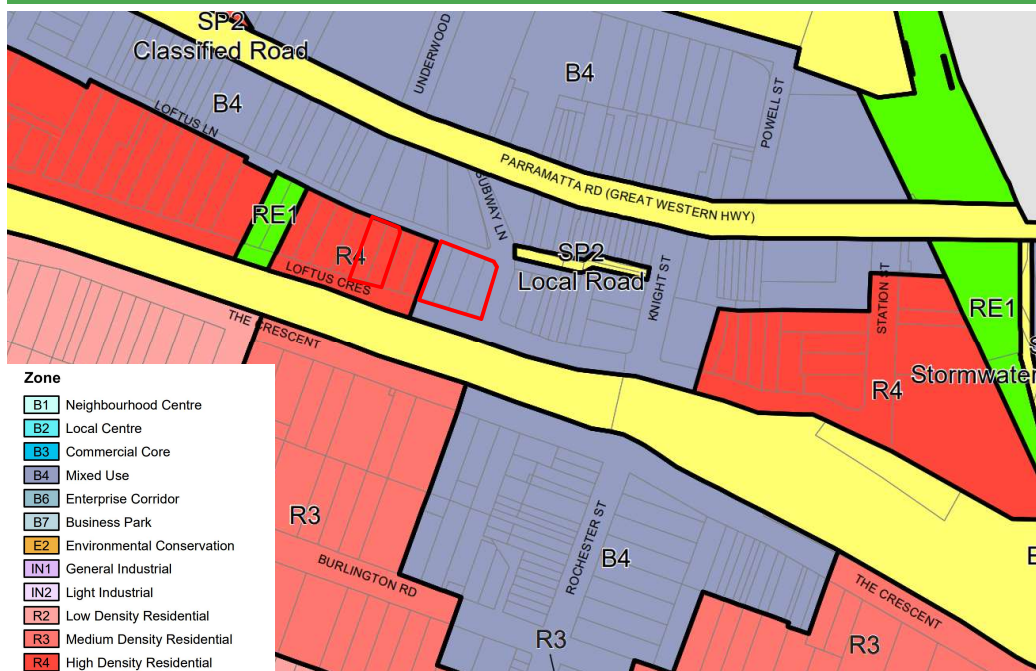 SP2
Classified Road
UNDERWOOD
B4
POWELL ST
B4
LOFTUS LN
PARRAMATTA RD (GREAT WESTERN HWY)
SUBWAY LN
RE1
R4
SP2
Local Road
LOFTUS CRES
KNIGHT ST
STATION ST
RE1
THE CRESCENT
R4
Stormwater
Zone
B1 Neighbourhood Centre
B2 Local Centre
B3 Commercial Core
B4 Mixed Use
B6 Enterprise Corridor
B7 Business Park
E2 Environmental Conservation
IN1 General Industrial
IN2 Light Industrial
R2 Low Density Residential
R3 Medium Density Residential
R4 High Density Residential
R3
BURLINGTON RD
ROCHESTER ST
B4
THE CRESCENT
R3
R3